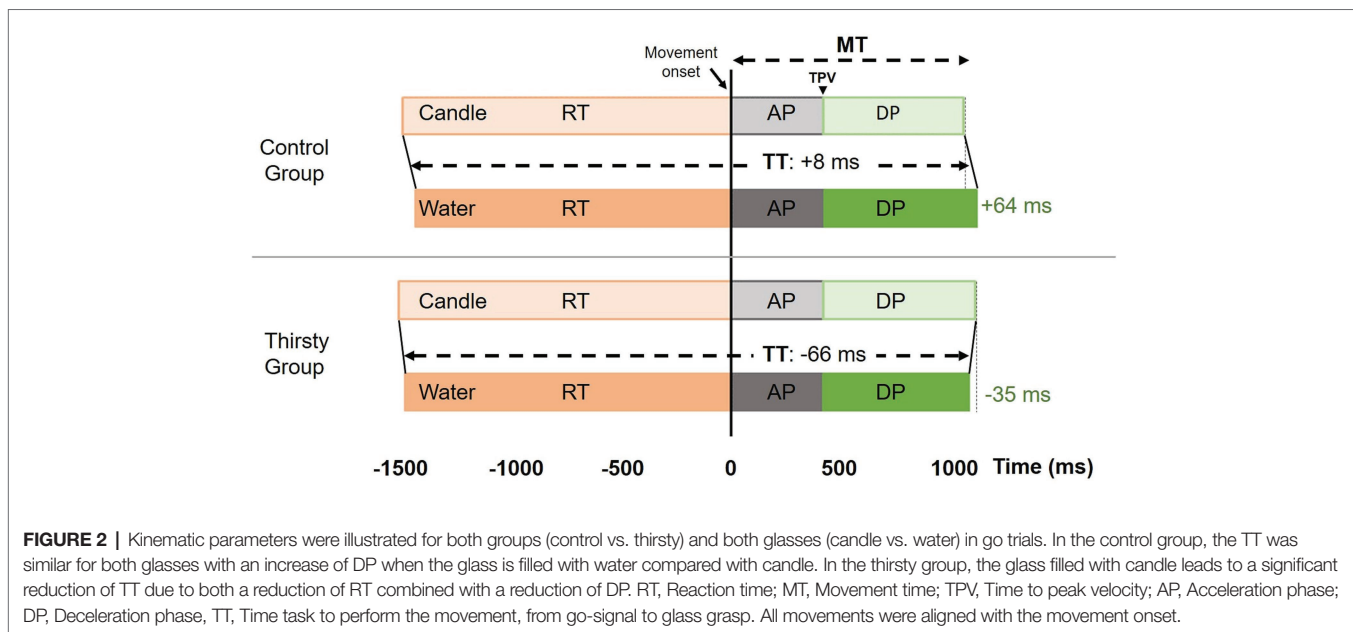 MT
Movement
onset
TPV
Candle RT AP DP
Control
Group
TT: +8 ms
Water RT AP DP +64 ms
Candle RT AP DP
Thirsty
Group
TT: -66 ms
Water RT AP DP -35 ms
-1500 -1000 -500 0 500 1000 Time (ms)
FIGURE 2 | Kinematic parameters were illustrated for both groups (control vs. thirsty) and both glasses (candle vs. water) in go trials. In the control group, the TT was
similar for both glasses with an increase of DP when the glass is filled with water compared with candle. In the thirsty group, the glass filled with candle leads to a significant
reduction of TT due to both a reduction of RT combined with a reduction of DP. RT, Reaction time; MT, Movement time; TPV, Time to peak velocity; AP, Acceleration phase;
DP, Deceleration phase, TT, Time task to perform the movement, from go-signal to glass grasp. All movements were aligned with the movement onset.